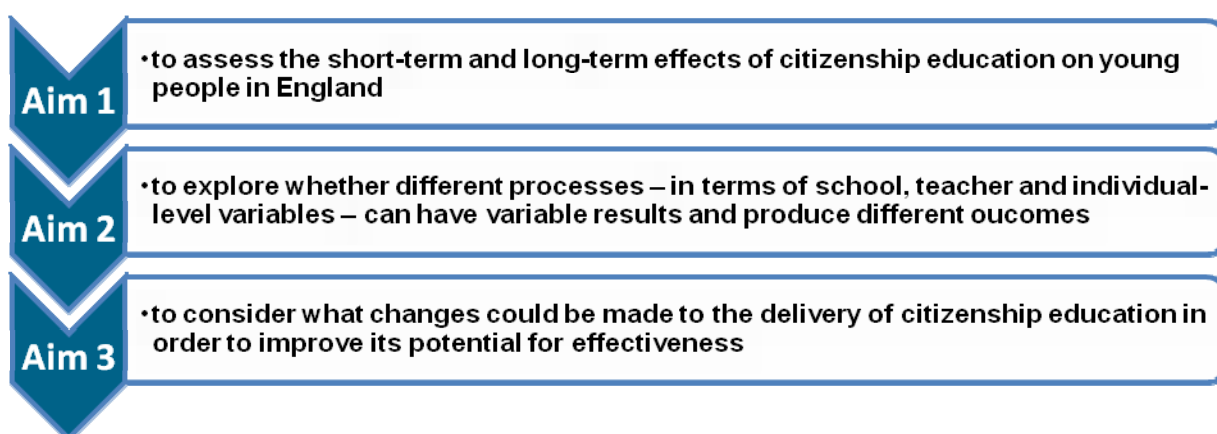 Aim 1
•to assess the short-term and long-term effects of citizenship education on young
people in England
Aim 2
•to explore whether different processes – in terms of school, teacher and individual-
level variables – can have variable results and produce different oucomes
Aim 3
•to consider what changes could be made to the delivery of citizenship education in
order to improve its potential for effectiveness